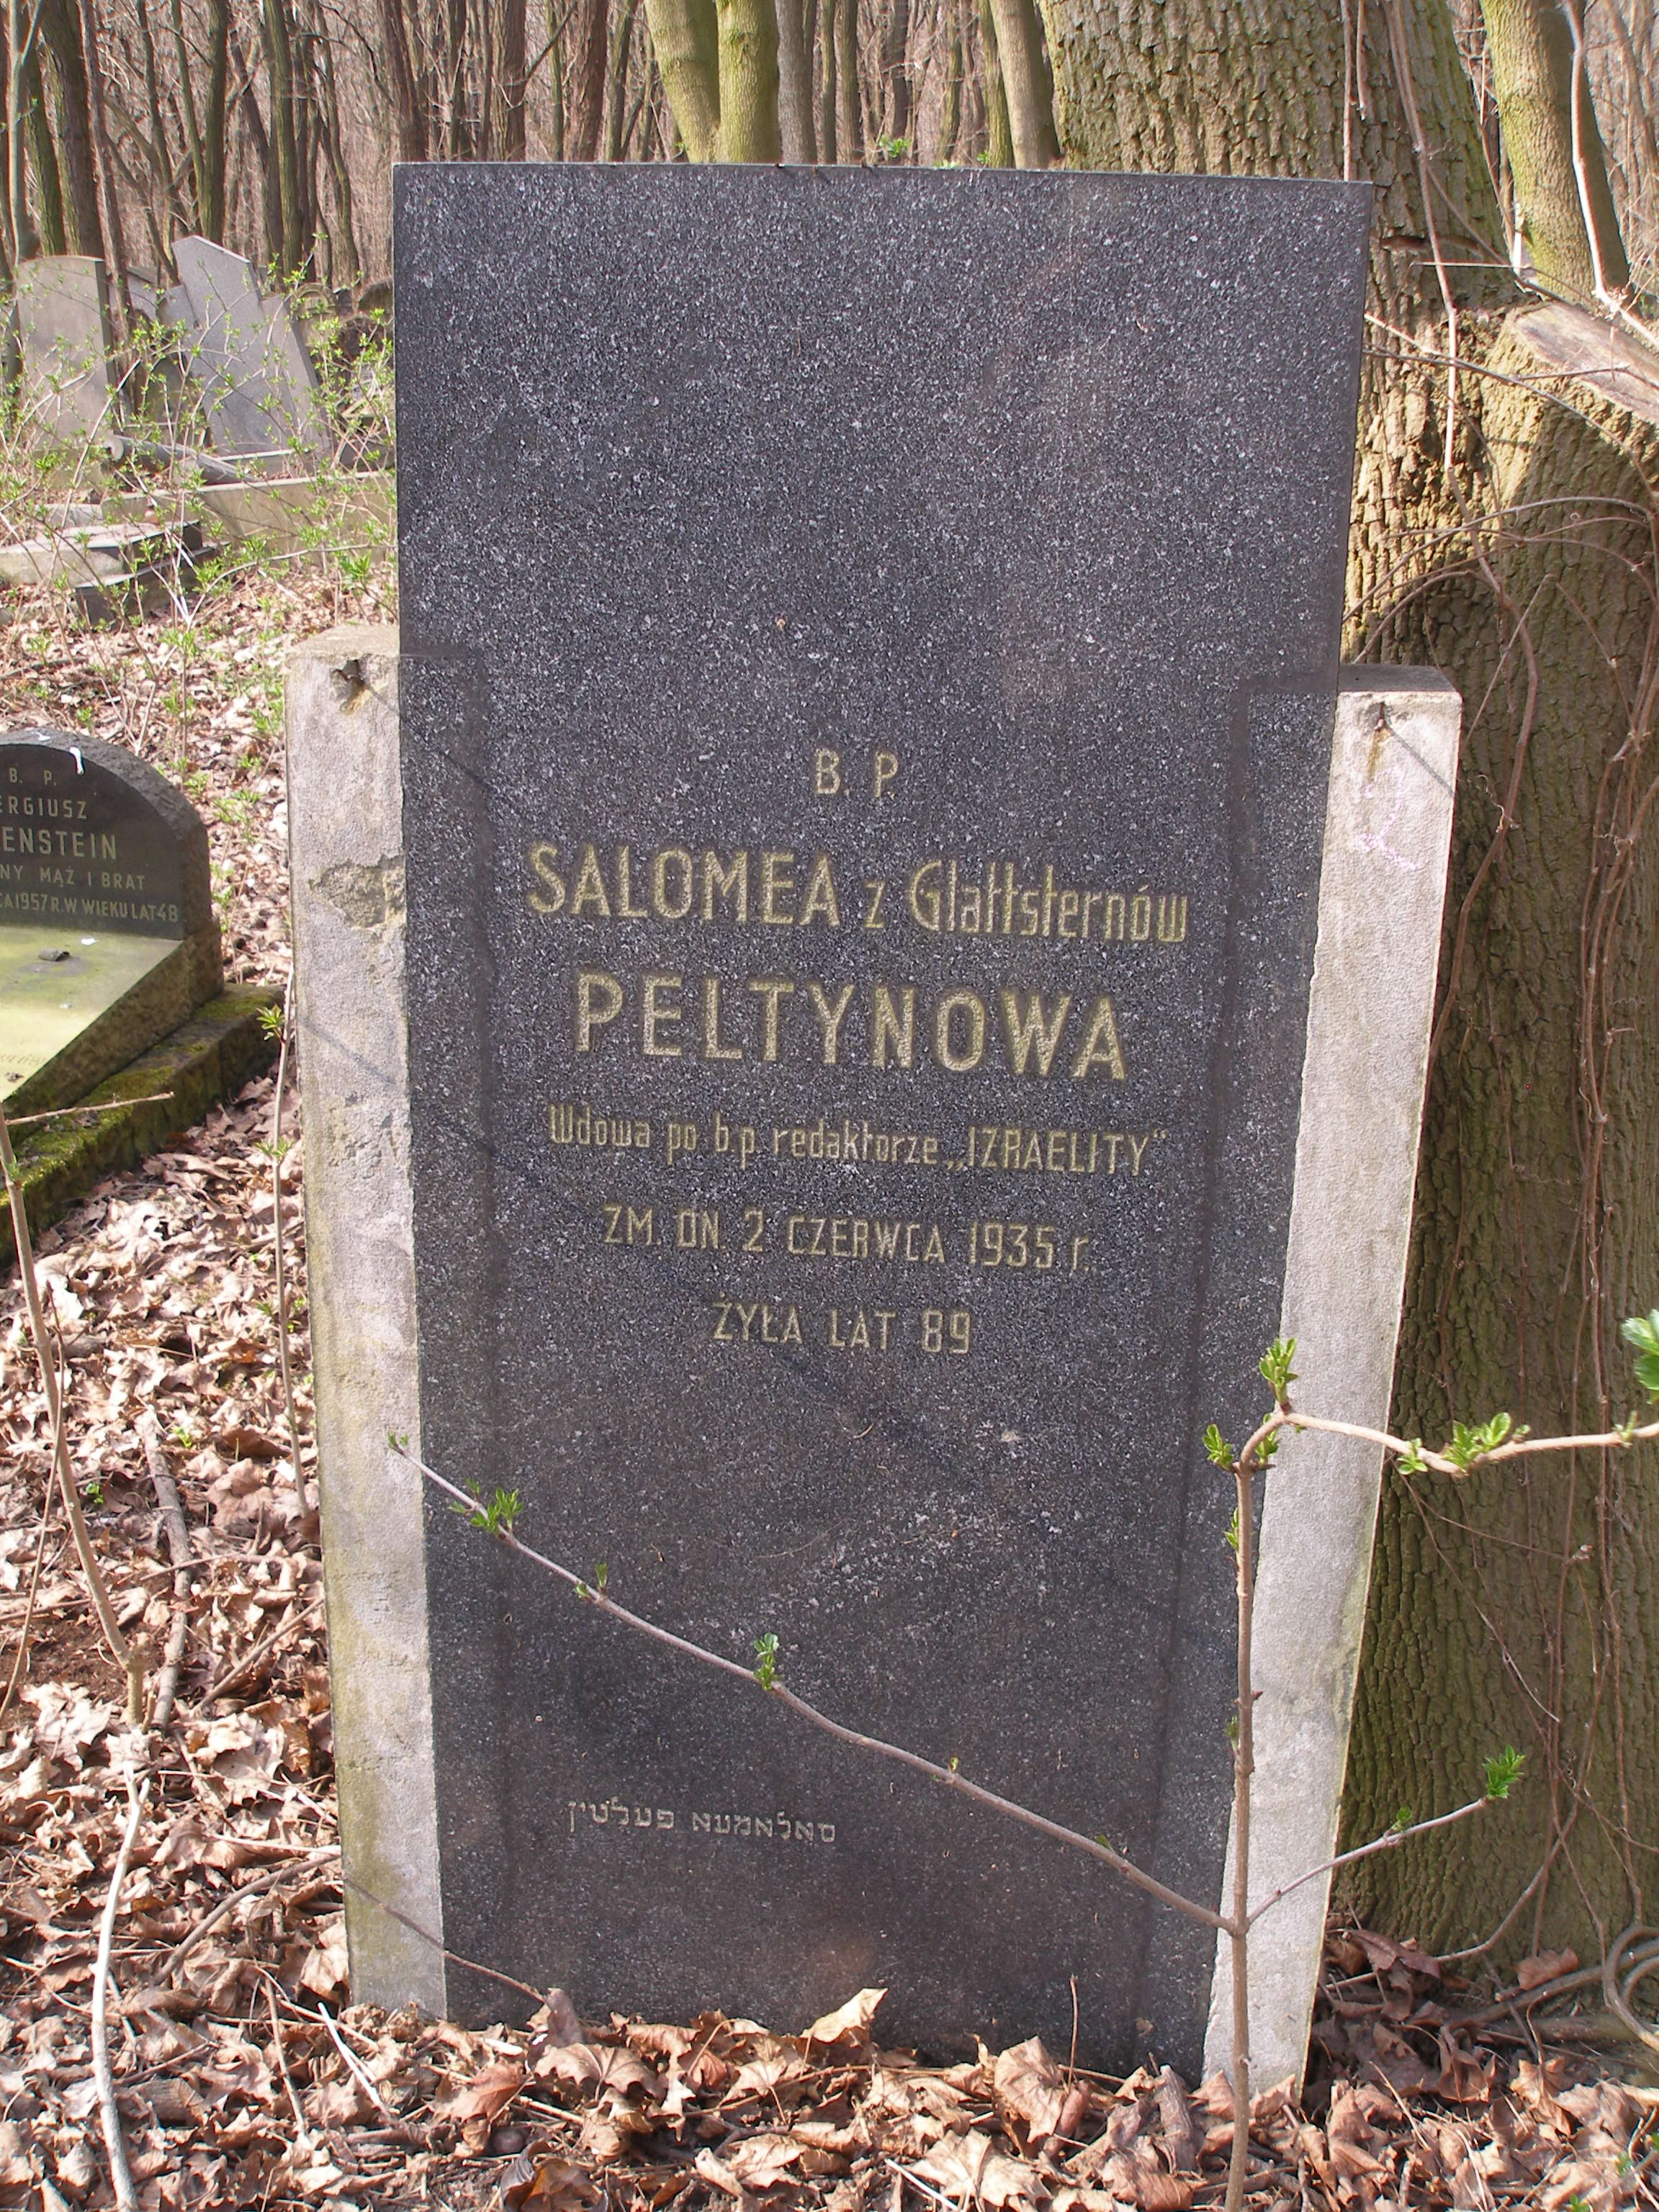 B. P.
SALOMEA z Glattsternów
PELTYNOWA
Wdowa po b.p. redaktorze „IZRAELITY"
ZM. DN 2 CZERWCA 1935 r.
ŻYŁA LAT 89
סאלאמעא פעלטין
B. P.
ERGIUSZ
ENSTEIN
NY MĄŻ I BRAT
CA 1957 R. W WIEKU LAT 48